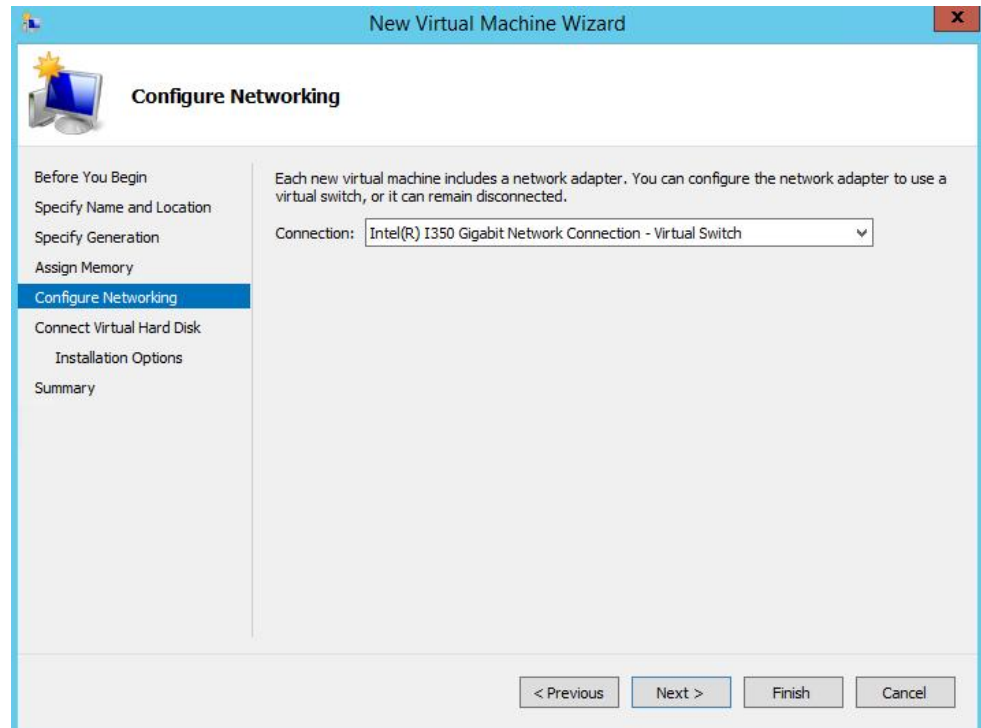 New Virtual Machine Wizard
x
Configure Networking
Before You Begin
Specify Name and Location
Specify Generation
Assign Memory
Configure Networking
Connect Virtual Hard Disk
Installation Options
Summary
Each new virtual machine includes a network adapter. You can configure the network adapter to use a
virtual switch, or it can remain disconnected.
Connection: Intel(R) I350 Gigabit Network Connection - Virtual Switch
< Previous Next > Finish Cancel